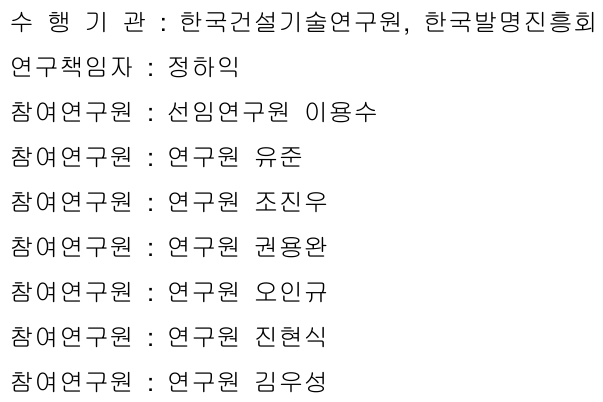 수 행 기 관 : 한국건설기술연구원, 한국발명진흥회
연구책임자 : 정하익
참여연구원 : 선임연구원 이용수
참여연구원 : 연구원 유준
참여연구원 : 연구원 조진우
참여연구원 : 연구원 권용완
참여연구원 : 연구원 오인규
참여연구원 : 연구원 진현식
참여연구원 : 연구원 김우성